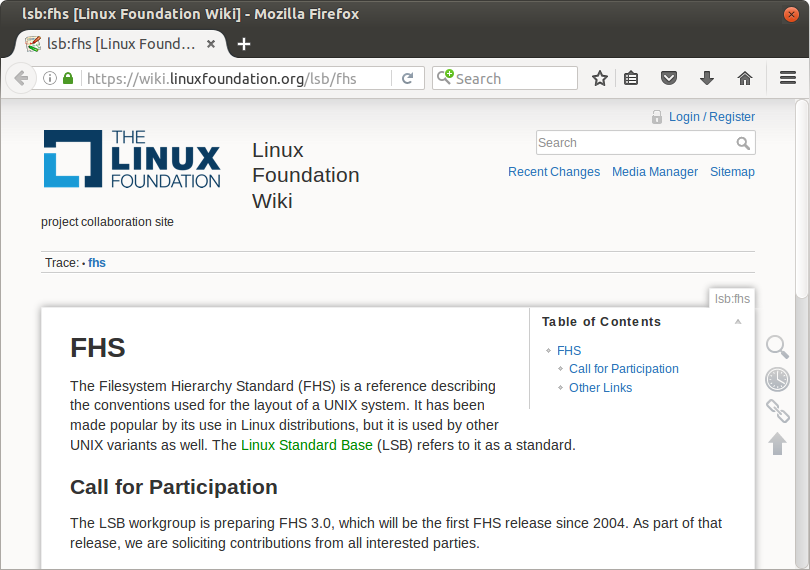 lsb:fhs [Linux Foundation Wiki] - Mozilla Firefox
lsb:fhs [Linux Found...
https://wiki.linuxfoundation.org/lsb/fhs
Search
Login / Register
THE
LINUX
FOUNDATION
Linux
Foundation
Wiki
Search
Recent Changes Media Manager Sitemap
project collaboration site
Trace: • fhs
lsb:fhs
Table of Contents
FHS
Call for Participation
Other Links
FHS
The Filesystem Hierarchy Standard (FHS) is a reference describing
the conventions used for the layout of a UNIX system. It has been
made popular by its use in Linux distributions, but it is used by other
UNIX variants as well. The Linux Standard Base (LSB) refers to it as a standard.
Call for Participation
The LSB workgroup is preparing FHS 3.0, which will be the first FHS release since 2004. As part of that
release, we are soliciting contributions from all interested parties.